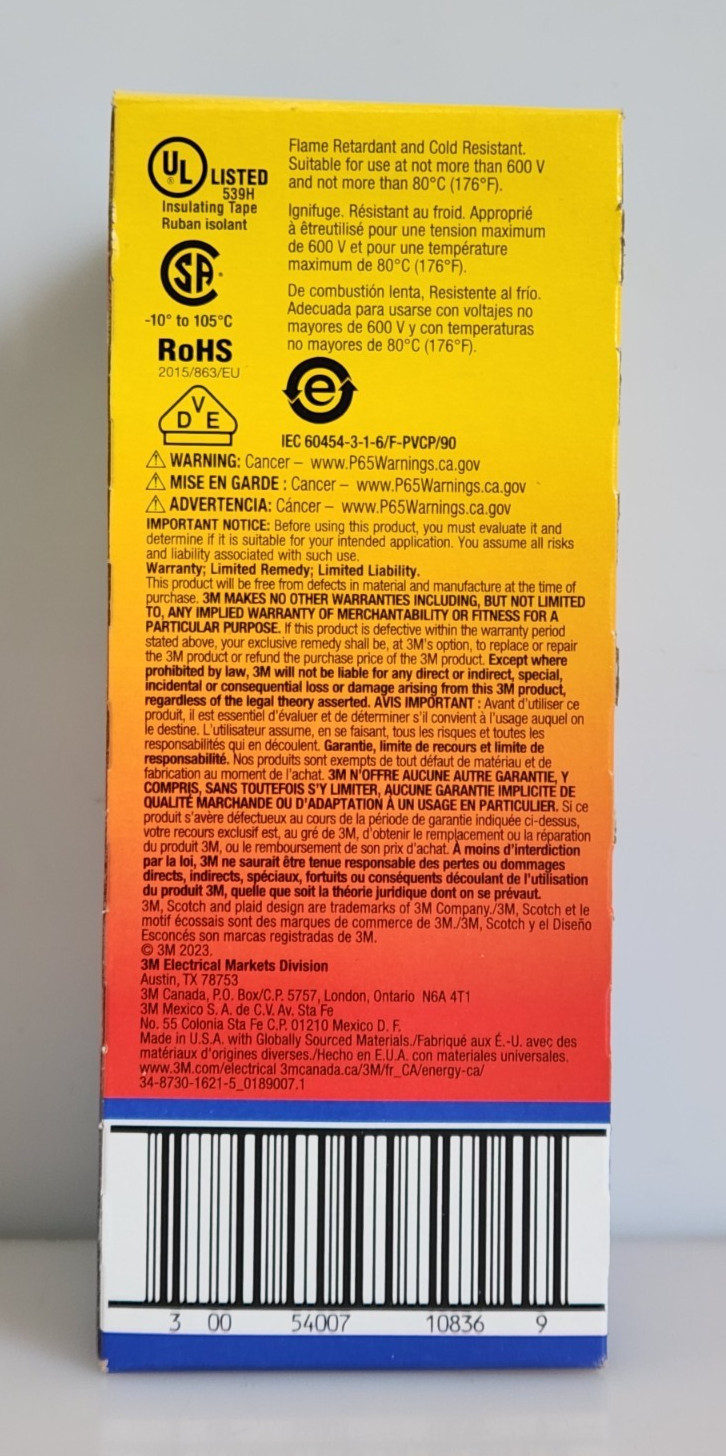 UL
LISTED
539H
Insulating Tape
Ruban isolant
-10° to 105°C
RoHS
2015/863/EU
DVE
Flame Retardant and Cold Resistant.
Suitable for use at not more than 600 V
and not more than 80°C (176°F).
Ignifuge. Résistant au froid. Approprié
à êtreutilisé pour une tension maximum
de 600 V et pour une température
maximum de 80°C (176°F).
De combustión lenta, Resistente al frío.
Adecuada para usarse con voltajes no
mayores de 600 V y con temperaturas
no mayores de 80°C (176°F).
e
IEC 60454-3-1-6/F-PVCP/90
WARNING: Cancer – www.P65Warnings.ca.gov
MISE EN GARDE : Cancer – www.P65Warnings.ca.gov
ADVERTENCIA: Cáncer – www.P65Warnings.ca.gov
IMPORTANT NOTICE: Before using this product, you must evaluate it and
determine if it is suitable for your intended application. You assume all risks
and liability associated with such use.
Warranty; Limited Remedy; Limited Liability.
This product will be free from defects in material and manufacture at the time of
purchase. 3M MAKES NO OTHER WARRANTIES INCLUDING, BUT NOT LIMITED
TO, ANY IMPLIED WARRANTY OF MERCHANTABILITY OR FITNESS FOR A
PARTICULAR PURPOSE. If this product is defective within the warranty period
stated above, your exclusive remedy shall be, at 3M's option, to replace or repair
the 3M product or refund the purchase price of the 3M product. Except where
prohibited by law, 3M will not be liable for any direct or indirect, special,
incidental or consequential loss or damage arising from this 3M product,
regardless of the legal theory asserted. AVIS IMPORTANT : Avant d'utiliser ce
produit, il est essentiel d'évaluer et de déterminer s'il convient à l'usage auquel on
le destine. L'utilisateur assume, en se faisant, tous les risques et toutes les
responsabilités qui en découlent. Garantie, limite de recours et limite de
responsabilité. Nos produits sont exempts de tout défaut de matériau et de
fabrication au moment de l'achat. 3M N'OFFRE AUCUNE AUTRE GARANTIE, Y
COMPRIS, SANS TOUTEFOIS S'Y LIMITER, AUCUNE GARANTIE IMPLICITE DE
QUALITÉ MARCHANDE OU D'ADAPTATION À UN USAGE EN PARTICULIER. Si ce
produit s'avère défectueux au cours de la période de garantie indiquée ci-dessus,
votre recours exclusif est, au gré de 3M, d'obtenir le remplacement ou la réparation
du produit 3M, ou le remboursement de son prix d'achat. À moins d'interdiction
par la loi, 3M ne saurait être tenue responsable des pertes ou dommages
directs, indirects, spéciaux, fortuits ou conséquents découlant de l'utilisation
du produit 3M, quelle que soit la théorie juridique dont on se prévaut.
3M, Scotch and plaid design are trademarks of 3M Company./3M, Scotch et le
motif écossais sont des marques de commerce de 3M./3M, Scotch y el Diseño
Esconcés son marcas registradas de 3M.
© 3M 2023.
3M Electrical Markets Division
Austin, TX 78753
3M Canada, P.O. Box/C.P. 5757, London, Ontario N6A 4T1
3M Mexico S. A. de C.V. Av. Sta Fe
No. 55 Colonia Sta Fe C.P. 01210 Mexico D. F.
Made in U.S.A. with Globally Sourced Materials./Fabriqué aux É.-U. avec des
matériaux d'origines diverses./Hecho en E.U.A. con materiales universales.
www.3M.com/electrical 3mcanada.ca/3M/fr_CA/energy-ca/
34-8730-1621-5_0189007.1
3 00 54007 10836 9